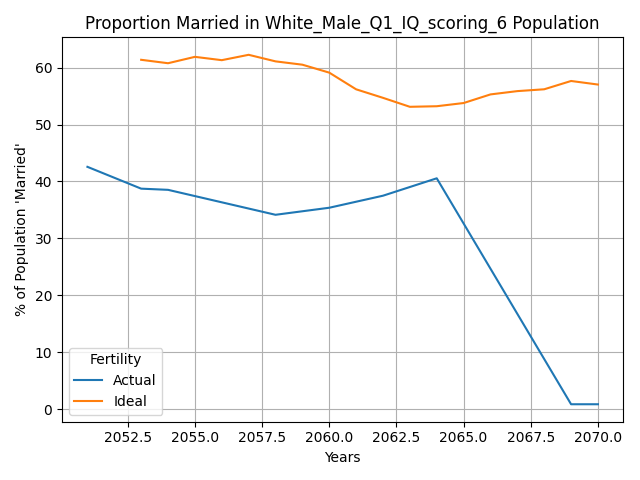 Proportion Married in White_Male_Q1_IQ_scoring_6 Population
% of Population 'Married'
60
50
40
30
20
10
0
Fertility
Actual
Ideal
2052.5 2055.0 2057.5 2060.0 2062.5 2065.0 2067.5 2070.0
Years